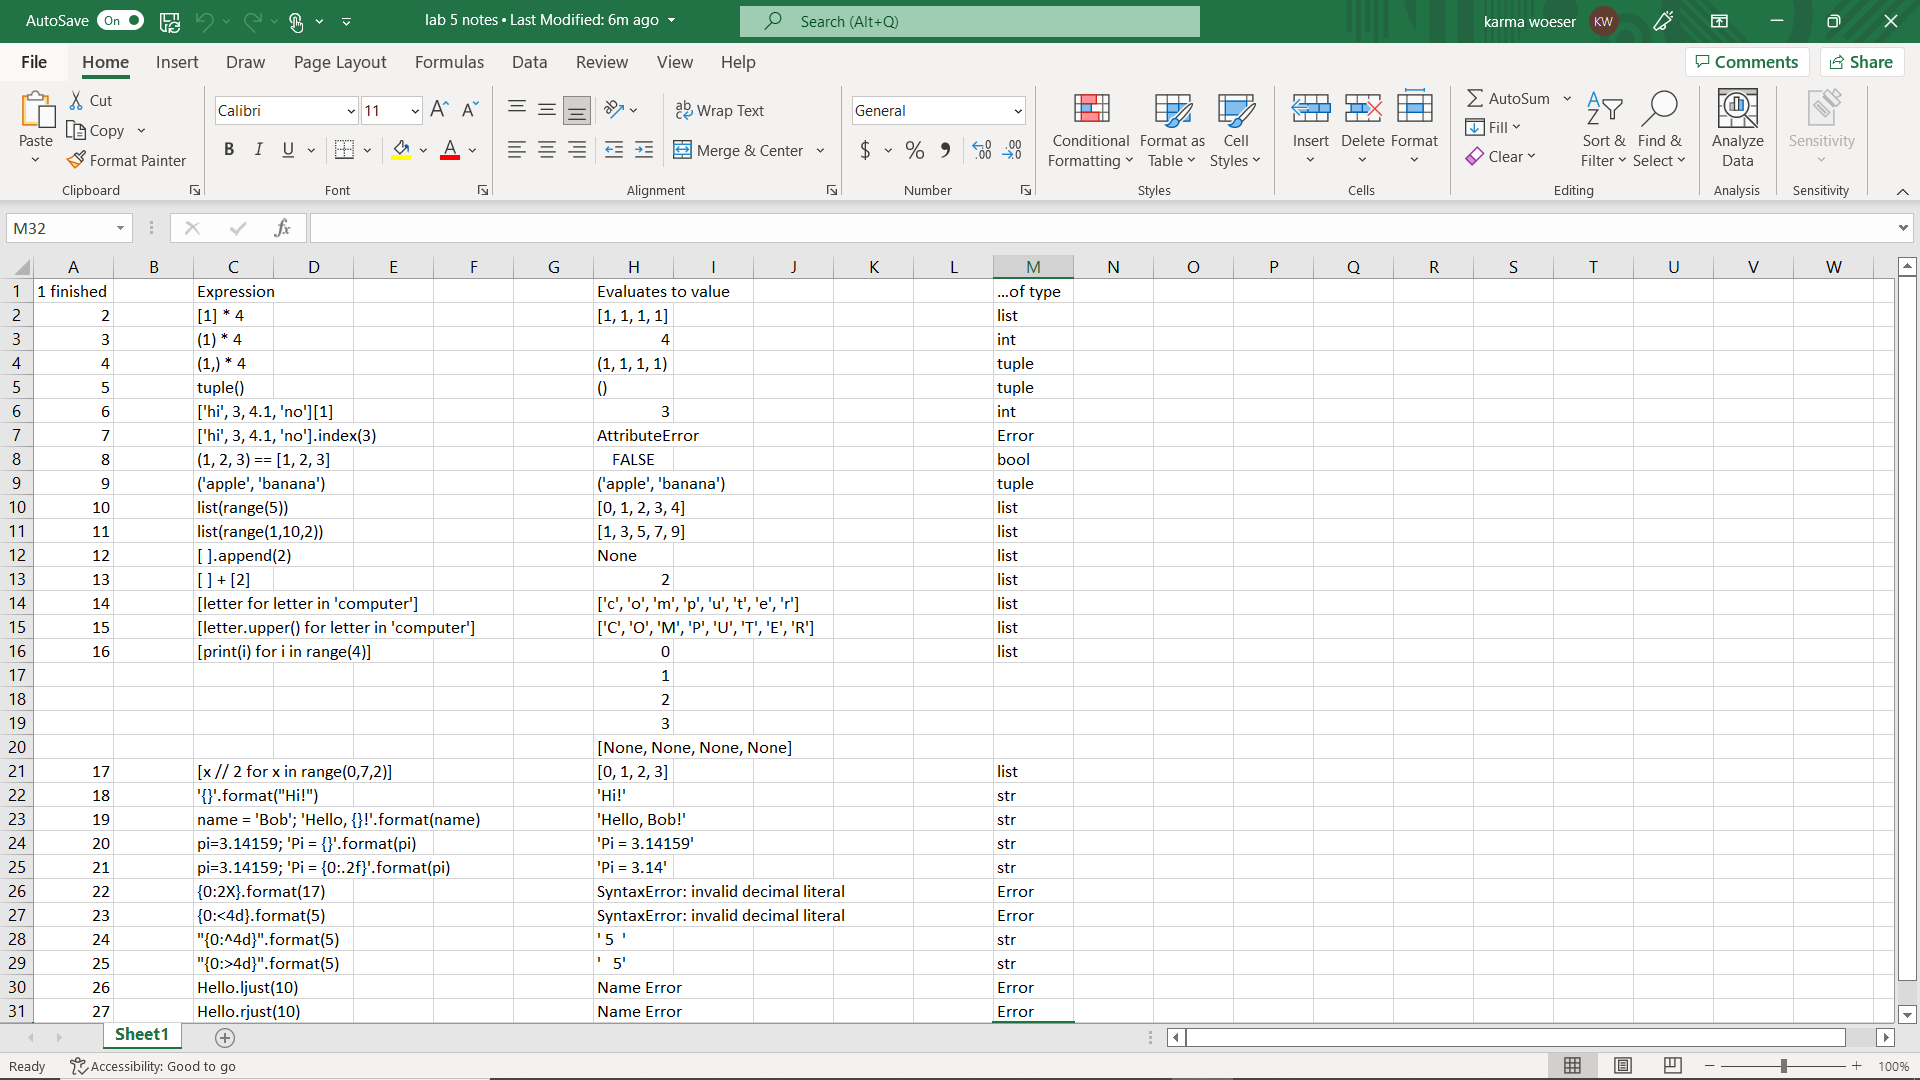 AutoSave On lab 5 notes • Last Modified: 6m ago Search (Alt+Q) karma woeser KW
File Home Insert Draw Page Layout Formulas Data Review View Help Comments Share
Paste Cut Copy Format Painter Clipboard
Calibri 11 B I U A Font
Wrap Text Merge & Center Alignment
General $ % Number
Conditional Formatting Format as Table Cell Styles Styles
Insert Delete Format Cells
AutoSum Fill Clear Sort & Filter Find & Select Editing
Analyze Data Analysis
Sensitivity Sensitivity
M32 fx
A B C D E F G H I J K L M N O P Q R S T U V W
1 1 finished Expression Evaluates to value ...of type
2 2 [1] * 4 [1, 1, 1, 1] list
3 3 (1) * 4 4 int
4 4 (1,) * 4 (1, 1, 1, 1) tuple
5 5 tuple() () tuple
6 6 ['hi', 3, 4.1, 'no'][1] 3 int
7 7 ['hi', 3, 4.1, 'no'].index(3) AttributeError Error
8 8 (1, 2, 3) == [1, 2, 3] FALSE bool
9 9 ('apple', 'banana') ('apple', 'banana') tuple
10 10 list(range(5)) [0, 1, 2, 3, 4] list
11 11 list(range(1,10,2)) [1, 3, 5, 7, 9] list
12 12 [ ].append(2) None list
13 13 [ ] + [2] 2 list
14 14 [letter for letter in 'computer'] ['c', 'o', 'm', 'p', 'u', 't', 'e', 'r'] list
15 15 [letter.upper() for letter in 'computer'] ['C', 'O', 'M', 'P', 'U', 'T', 'E', 'R'] list
16 16 [print(i) for i in range(4)] 0 list
17 1
18 2
19 3
20 [None, None, None, None]
21 17 [x // 2 for x in range(0,7,2)] [0, 1, 2, 3] list
22 18 '{}'.format("Hi!") 'Hi!' str
23 19 name = 'Bob'; 'Hello, {}!'.format(name) 'Hello, Bob!' str
24 20 pi=3.14159; 'Pi = {}'.format(pi) 'Pi = 3.14159' str
25 21 pi=3.14159; 'Pi = {0:.2f}'.format(pi) 'Pi = 3.14' str
26 22 {0:2X}.format(17) SyntaxError: invalid decimal literal Error
27 23 {0:<4d}.format(5) SyntaxError: invalid decimal literal Error
28 24 "{0:^4d}".format(5) ' 5  ' str
29 25 "{0:>4d}".format(5) '   5' str
30 26 Hello.ljust(10) Name Error Error
31 27 Hello.rjust(10) Name Error Error
Sheet1
Ready Accessibility: Good to go 100%